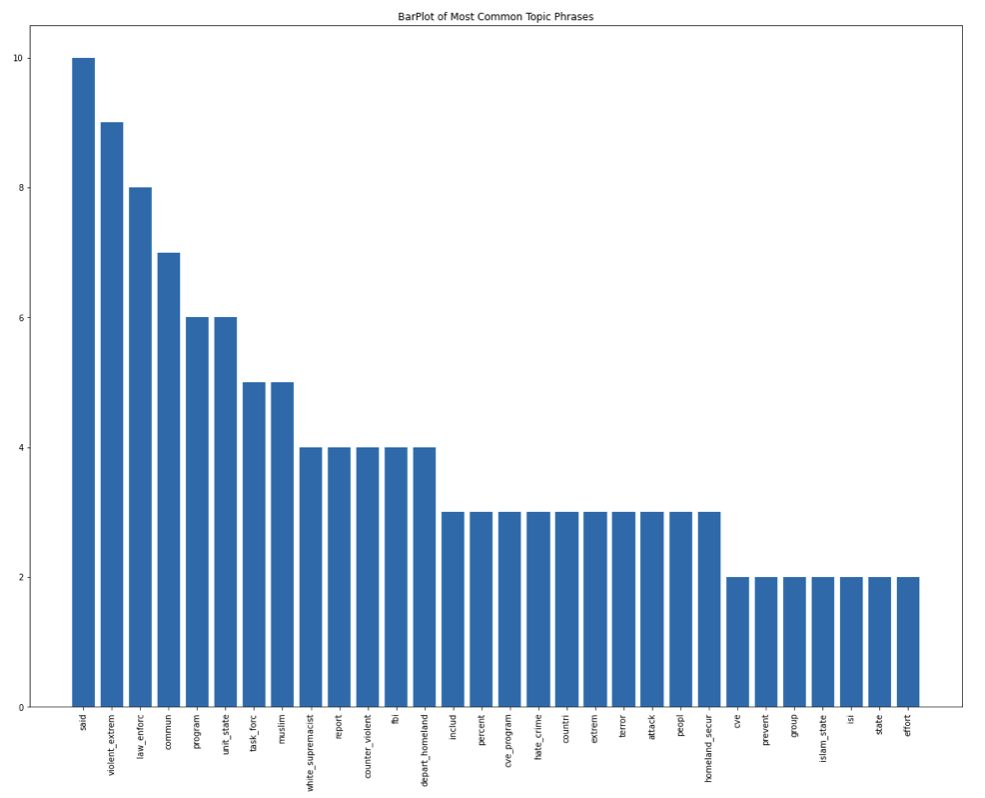 BarPlot of Most Common Topic Phrases
10
8
6
4
2
0
said
violent_extrem
law_enforc
commun
program
unit_state
task_forc
muslim
white_supremacist
report
counter_violent
fbi
depart_homeland
includ
percent
cve_program
hate_crime
countri
extrem
terror
attack
peopl
homeland_secur
cve
prevent
group
islam_state
isi
state
effort